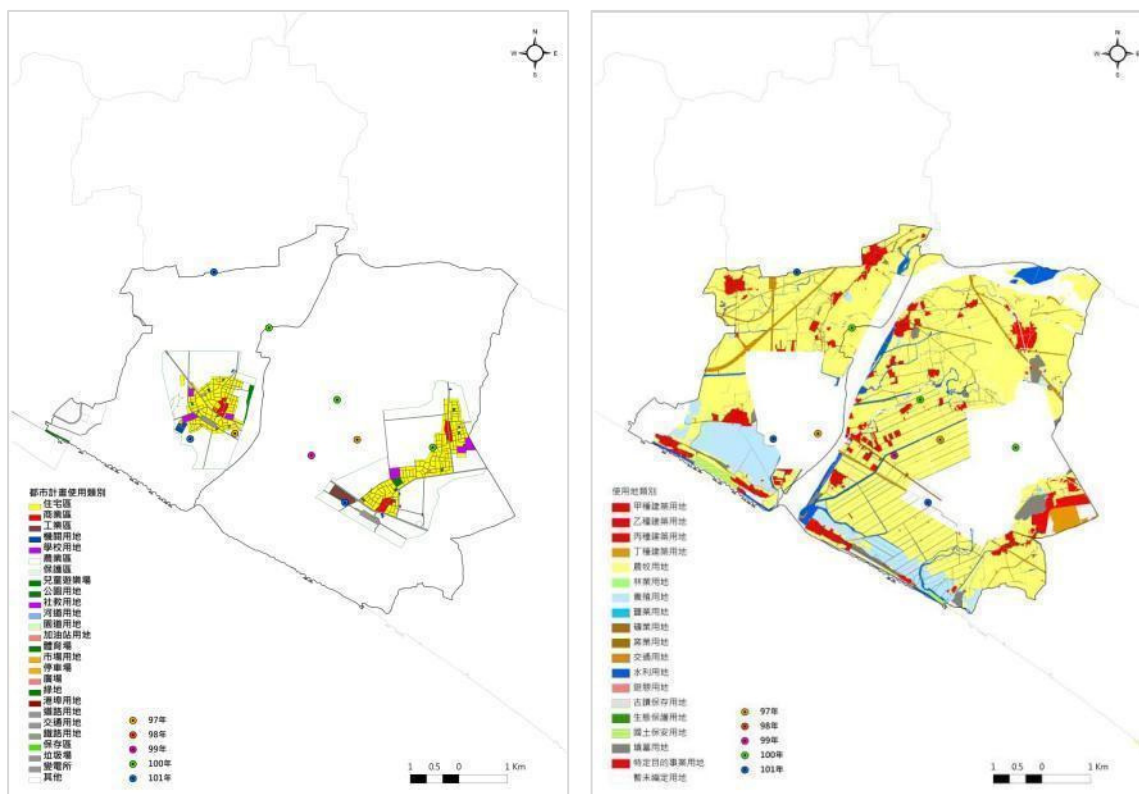 N
W E
S
都市計畫使用類別
住宅區
商業區
工業區
機關用地
學校用地
農業區
保護區
兒童遊樂場
公園用地
社教用地
河道用地
園道用地
加油站用地
體育場
市場用地
停車場
廣場
綠地
港埠用地
道路用地
交通用地
鐵路用地
保存區
垃圾場
變電所
其他
97年
98年
99年
100年
101年
1 0.5 0 1 Km
N
W E
S
使用地類別
甲種建築用地
乙種建築用地
丙種建築用地
丁種建築用地
農牧用地
林業用地
養殖用地
鹽業用地
礦業用地
窯業用地
交通用地
水利用地
遊憩用地
古蹟保存用地
生態保護用地
國土保安用地
墳墓用地
特定目的事業用地
暫未編定用地
97年
98年
99年
100年
101年
1 0.5 0 1 Km